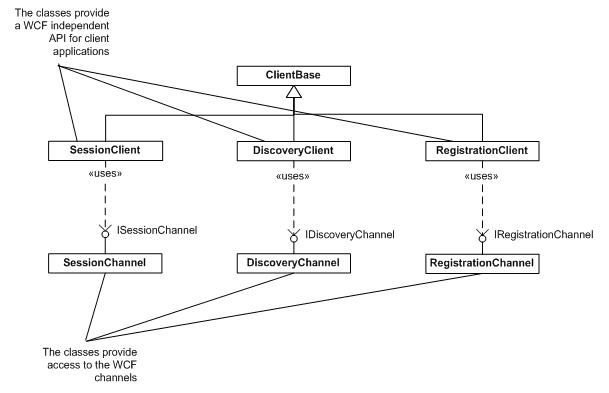 The classes provide
a WCF independent
API for client
applications
ClientBase
SessionClient
DiscoveryClient
RegistrationClient
«uses»
«uses»
«uses»
ISessionChannel
IDiscoveryChannel
IRegistrationChannel
SessionChannel
DiscoveryChannel
RegistrationChannel
The classes provide
access to the WCF
channels